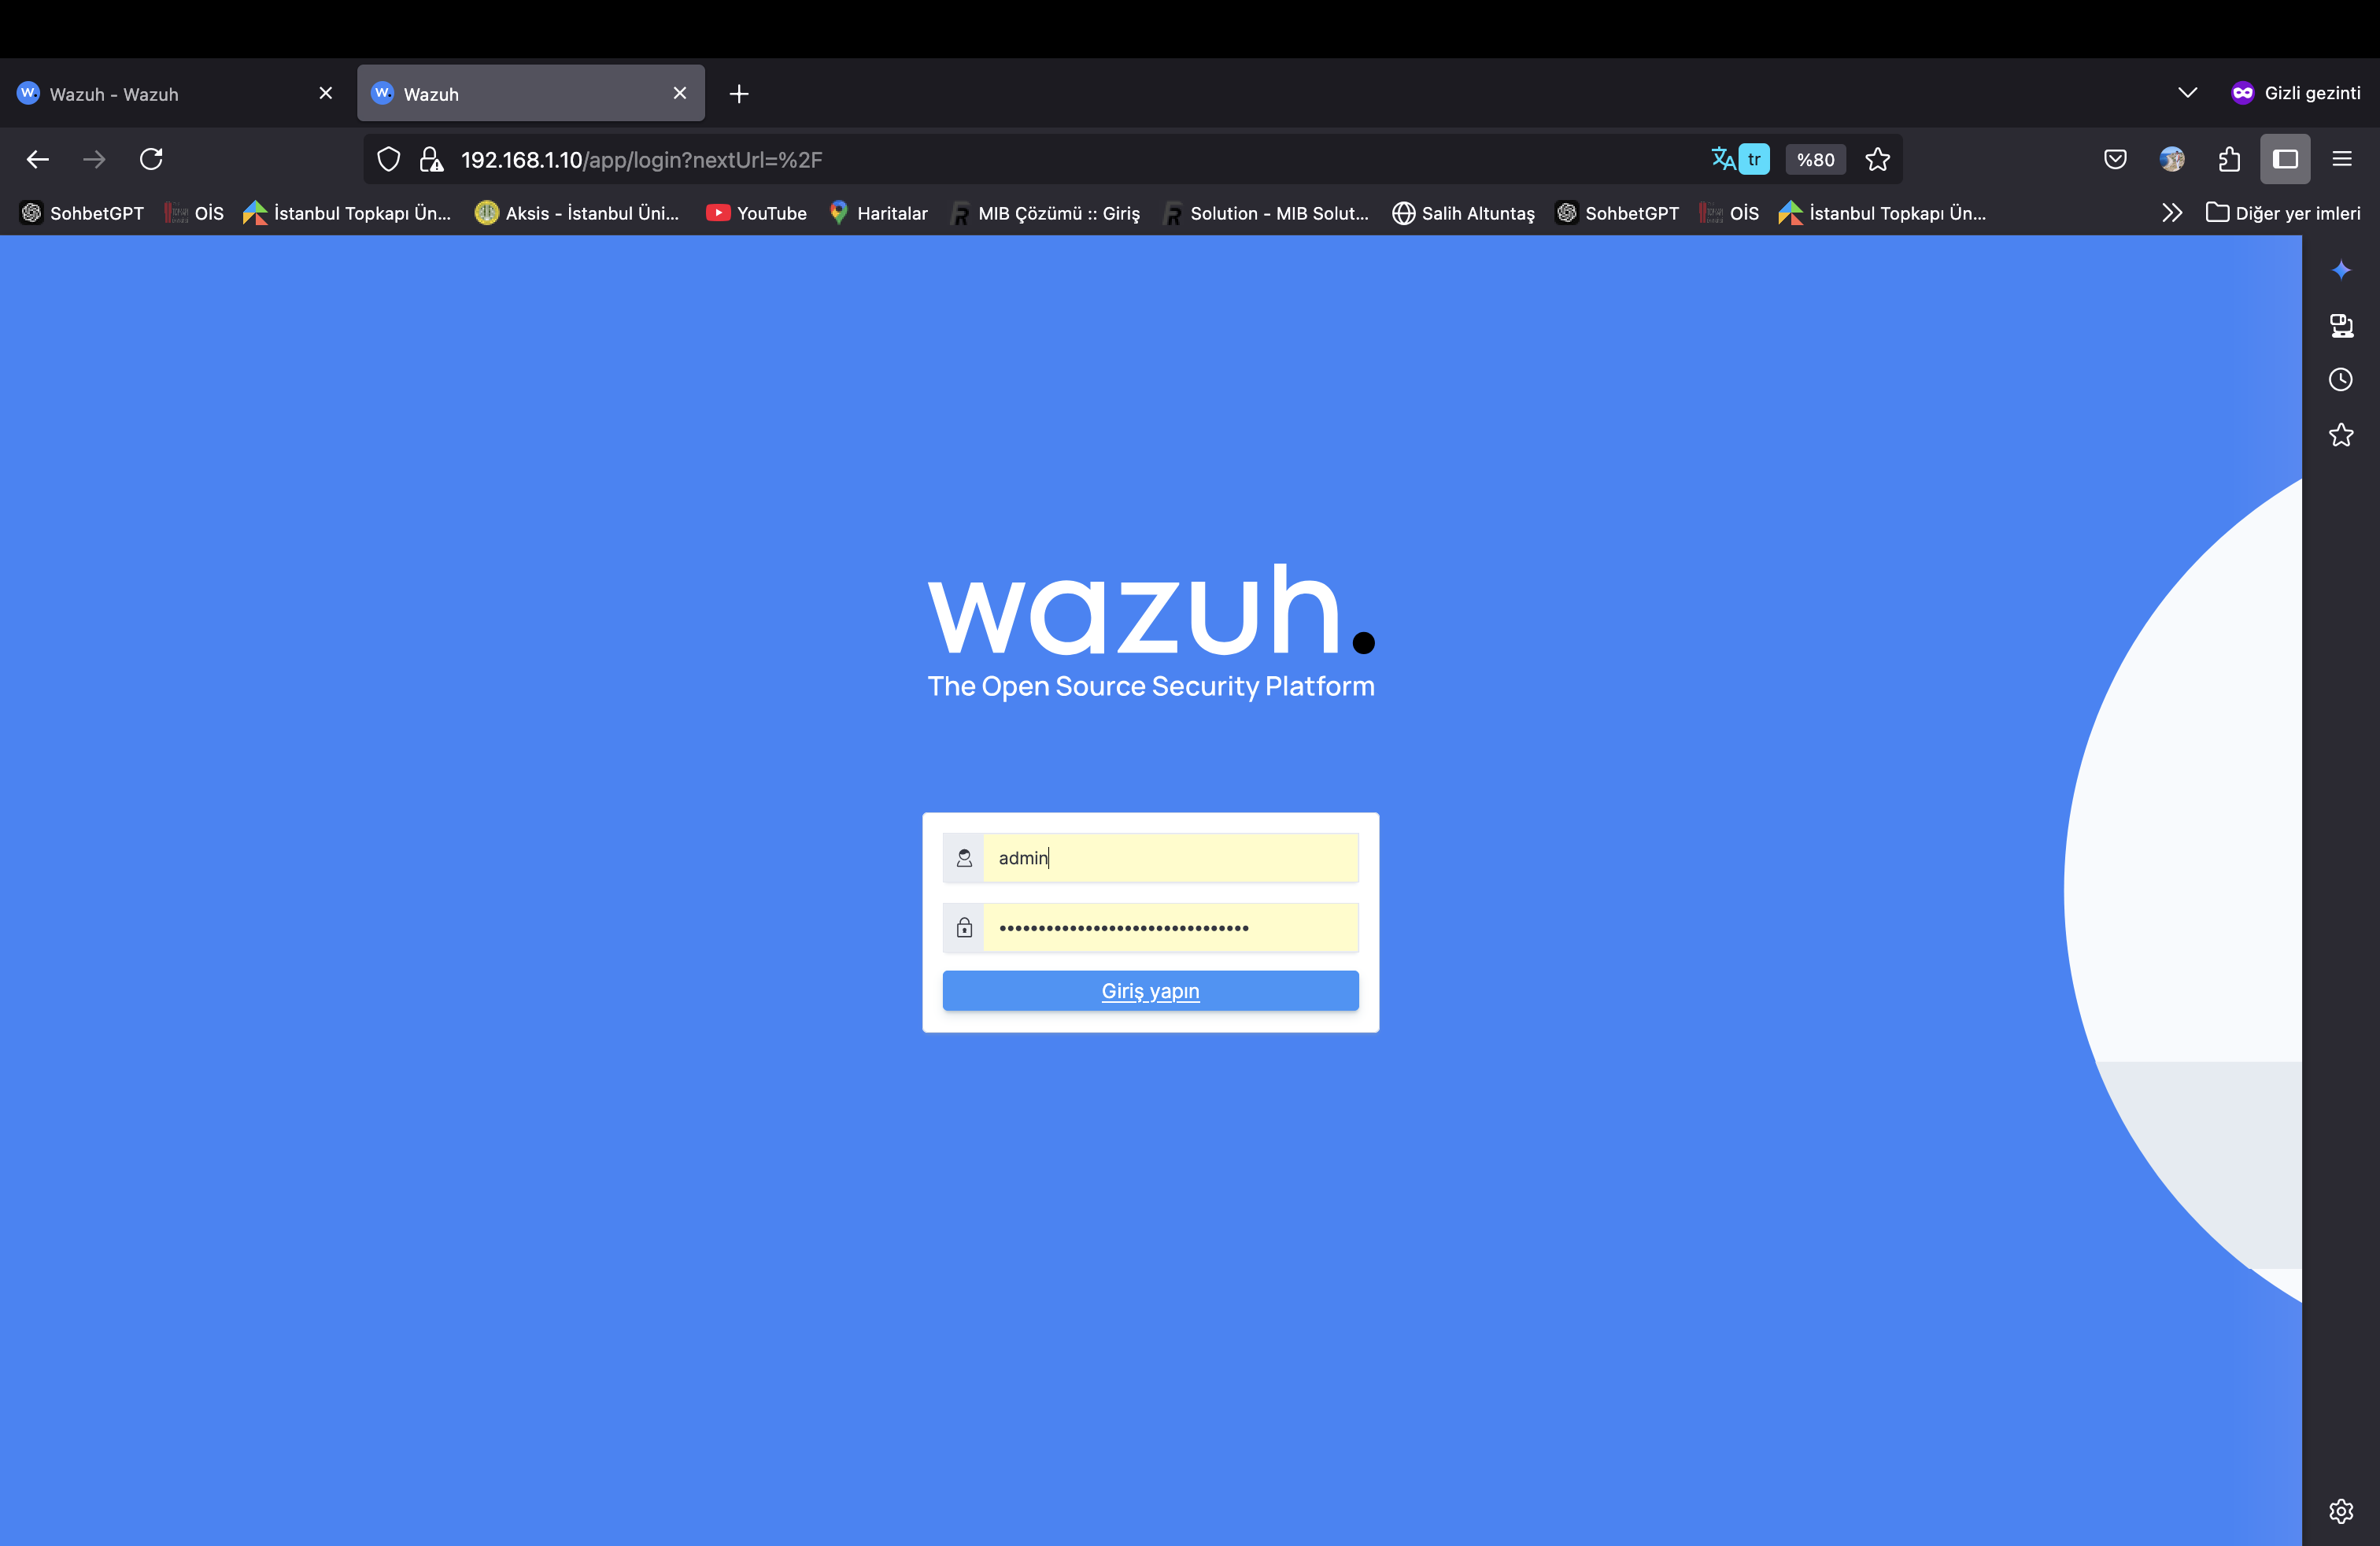 Wazuh - Wazuh
Wazuh
Gizli gezinti
192.168.1.10/app/login?nextUrl=%2F
tr
%80
SohbetGPT
OİS
İstanbul Topkapı Ün...
Aksis - İstanbul Üni...
YouTube
Haritalar
MIB Çözümü :: Giriş
Solution - MIB Solut...
Salih Altuntaş
SohbetGPT
OİS
İstanbul Topkapı Ün...
Diğer yer imleri
wazuh.
The Open Source Security Platform
admin
Giriş yapın